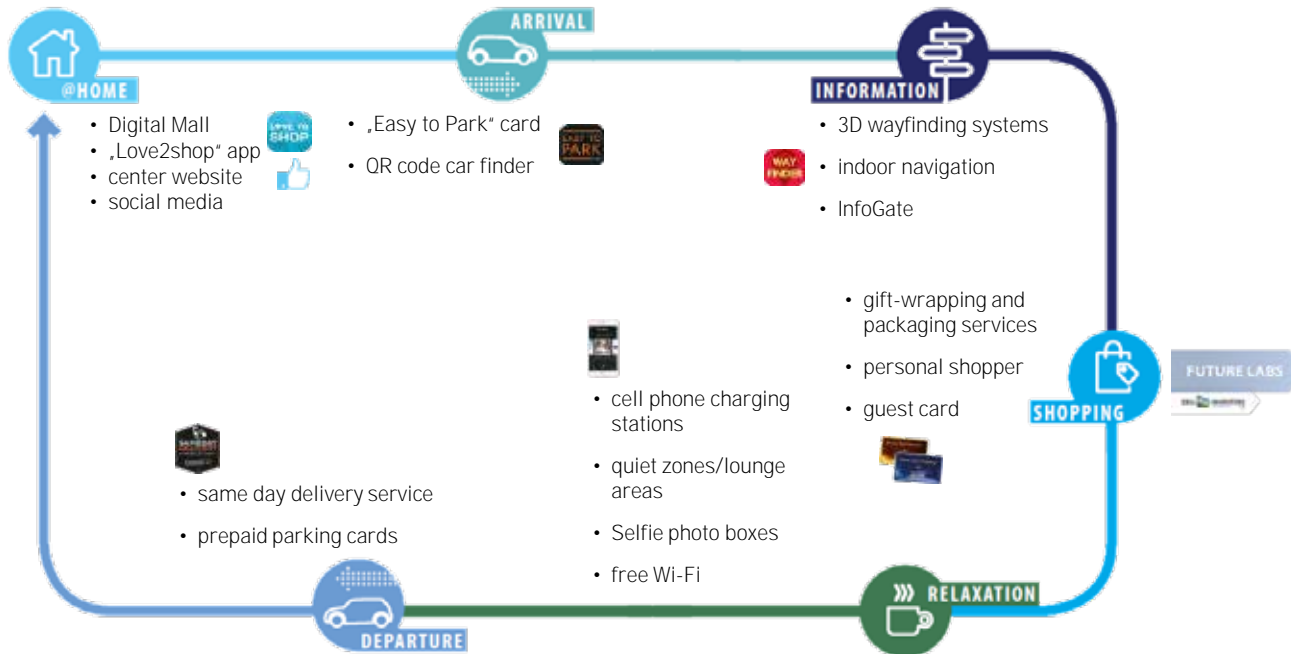 @HOME
• Digital Mall
• „Love2shop“ app
• center website
• social media
LOVE TO
SHOP
ARRIVAL
• „Easy to Park“ card
• QR code car finder
EASY TO
PARK
INFORMATION
• 3D wayfinding systems
• indoor navigation
• InfoGate
WAY
FINDER
• gift-wrapping and
packaging services
• personal shopper
• guest card
SHOPPING
FUTURE LABS
• cell phone charging
stations
• quiet zones/lounge
areas
• Selfie photo boxes
• free Wi-Fi
RELAXATION
• same day delivery service
• prepaid parking cards
DEPARTURE